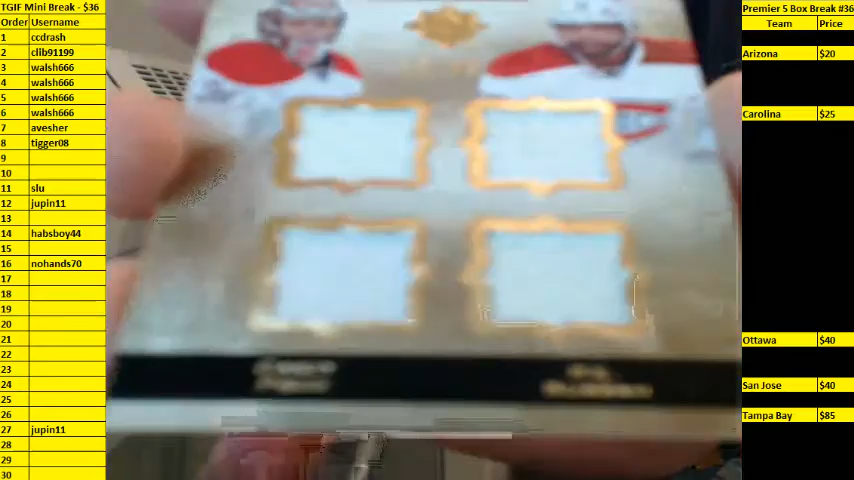 TGIF Mini Break - $36
Order Username
1 ccdrash
2 clib91199
3 walsh666
4 walsh666
5 walsh666
6 walsh666
7 avesher
8 tigger08
9
10
11 slu
12 jupin11
13
14 habsboy44
15
16 nohands70
17
18
19
20
21
22
23
24
25
26
27 jupin11
28
29
30
Premier 5 Box Break #36
Team Price
Arizona $20
Carolina $25
Ottawa $40
San Jose $40
Tampa Bay $85